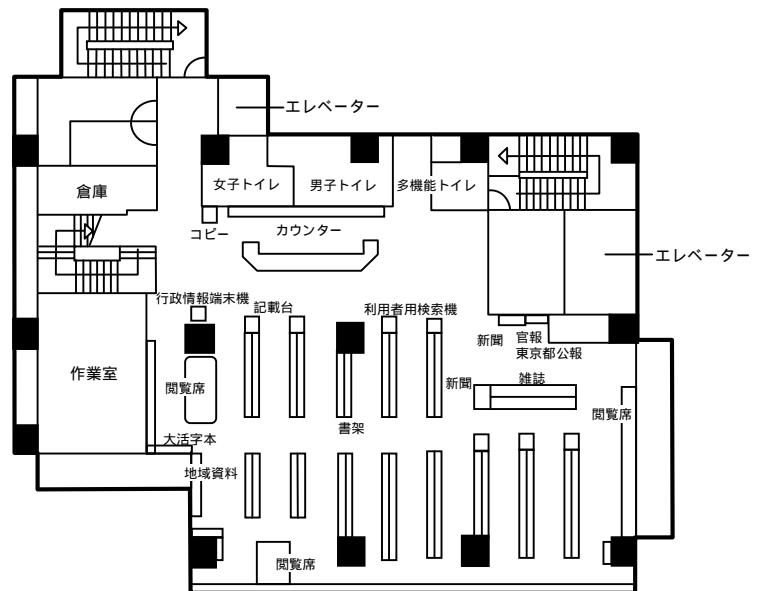 エレベーター
倉庫
女子トイレ
男子トイレ
多機能トイレ
コピー
カウンター
エレベーター
行政情報端末機
記載台
利用者用検索機
新聞
官報
東京都公報
作業室
閲覧席
新聞
雑誌
閲覧席
書架
大活字本
地域資料
閲覧席